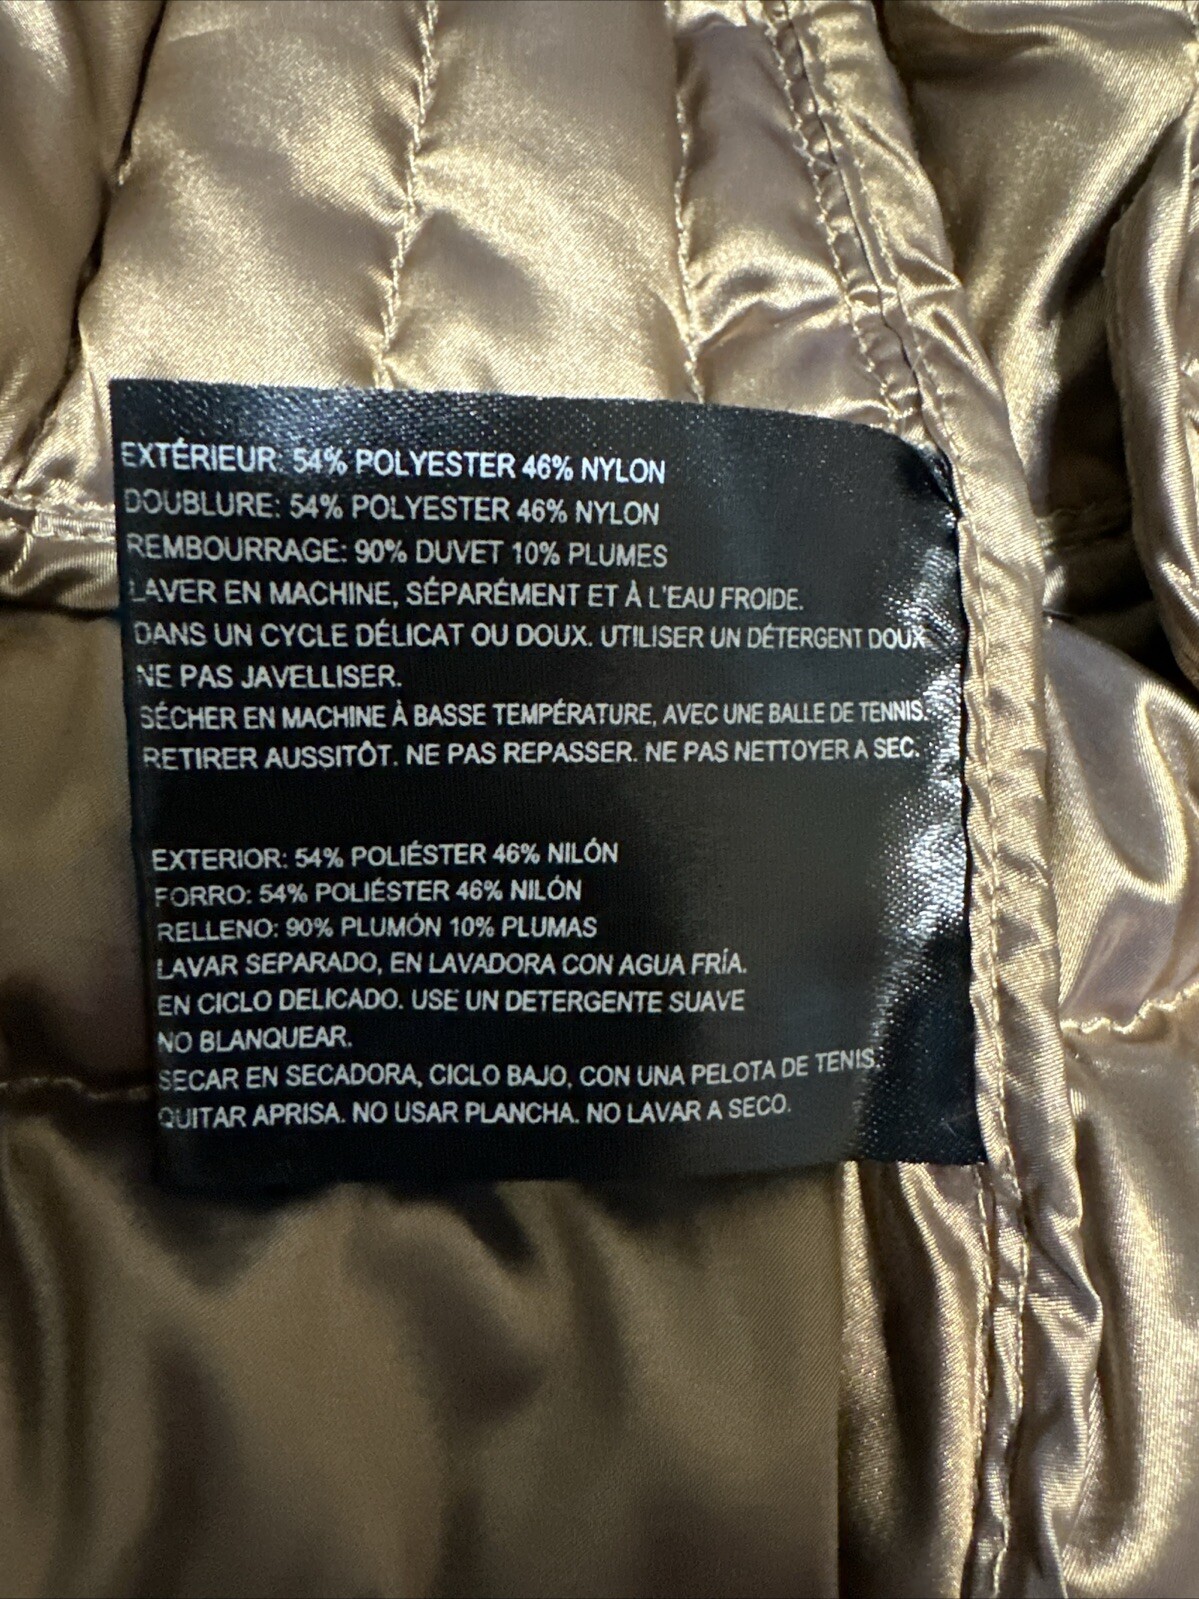 EXTÉRIEUR: 54% POLYESTER 46% NYLON
DOUBLURE: 54% POLYESTER 46% NYLON
REMBOURRAGE: 90% DUVET 10% PLUMES
LAVER EN MACHINE, SÉPARÉMENT ET À L'EAU FROIDE.
DANS UN CYCLE DÉLICAT OU DOUX. UTILISER UN DÉTERGENT DOUX
NE PAS JAVELLISER.
SÉCHER EN MACHINE À BASSE TEMPÉRATURE, AVEC UNE BALLE DE TENNIS.
RETIRER AUSSITÔT. NE PAS REPASSER. NE PAS NETTOYER A SEC.
EXTERIOR: 54% POLIÉSTER 46% NILÓN
FORRO: 54% POLIÉSTER 46% NILÓN
RELLENO: 90% PLUMÓN 10% PLUMAS
LAVAR SEPARADO, EN LAVADORA CON AGUA FRÍA.
EN CICLO DELICADO. USE UN DETERGENTE SUAVE
NO BLANQUEAR.
SECAR EN SECADORA, CICLO BAJO, CON UNA PELOTA DE TENIS.
QUITAR APRISA. NO USAR PLANCHA. NO LAVAR A SECO.